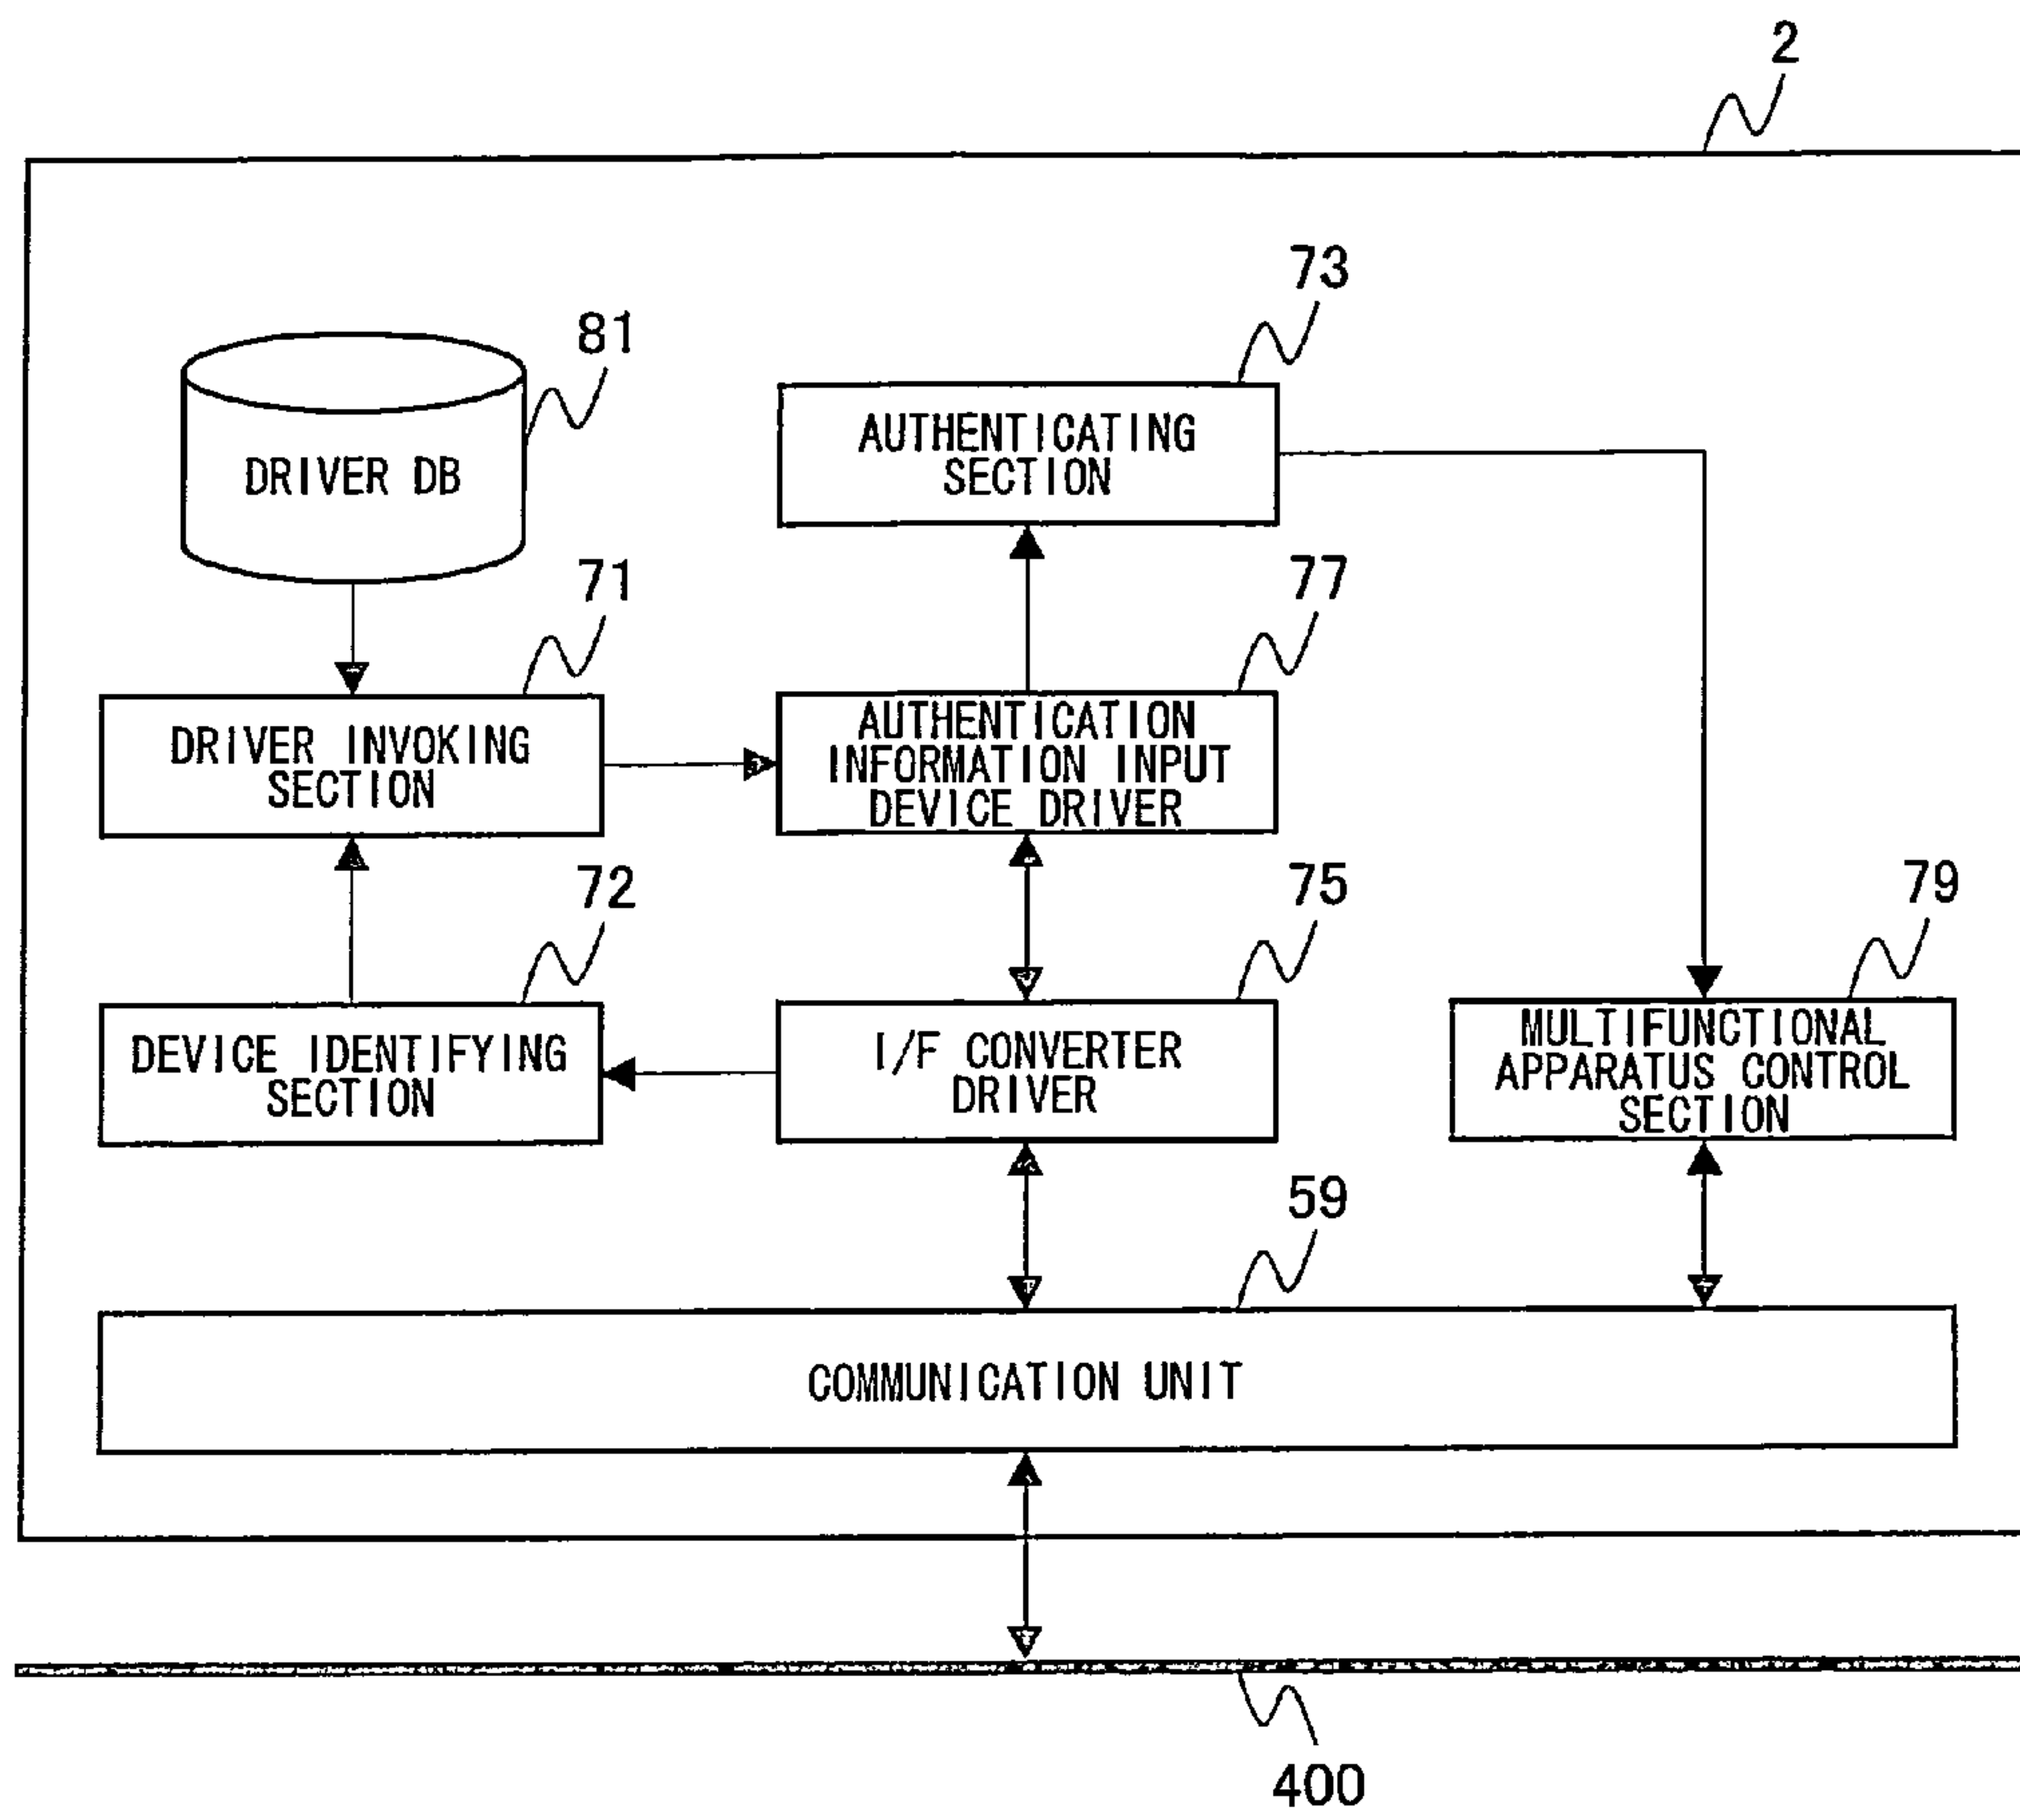 2
73
81
AUTHENTICATING
SECTION
DRIVER DB
71
77
DRIVER INVOKING
SECTION
AUTHENTICATION
INFORMATION INPUT
DEVICE DRIVER
72
75
79
DEVICE IDENTIFYING
SECTION
I/F CONVERTER
DRIVER
MULTIFUNCTIONAL
APPARATUS CONTROL
SECTION
59
COMMUNICATION UNIT
400